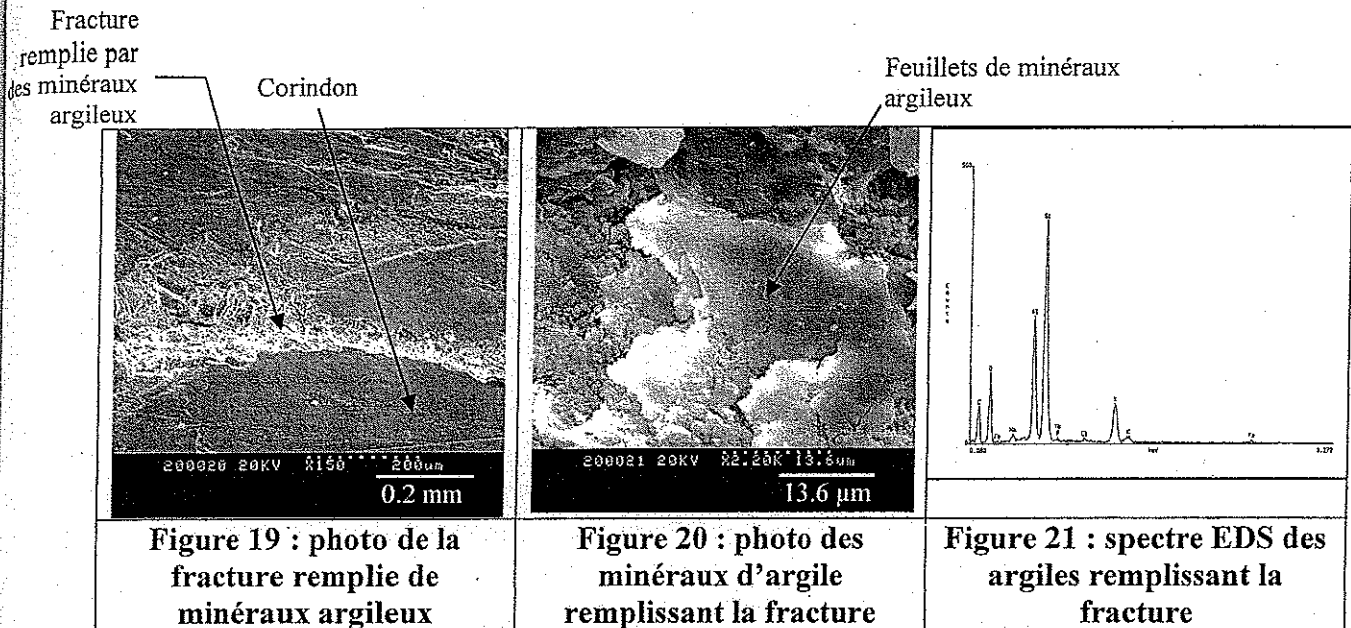 Fracture
remplie par
des minéraux
argileux
Corindon
Feuillets de minéraux
argileux
200020 20KV X150 200um
0.2 mm
200021 20KV X2.20K 13.6um
13.6 µm
Figure 19 : photo de la
fracture remplie de
minéraux argileux
Figure 20 : photo des
minéraux d'argile
remplissant la fracture
Figure 21 : spectre EDS des
argiles remplissant la
fracture